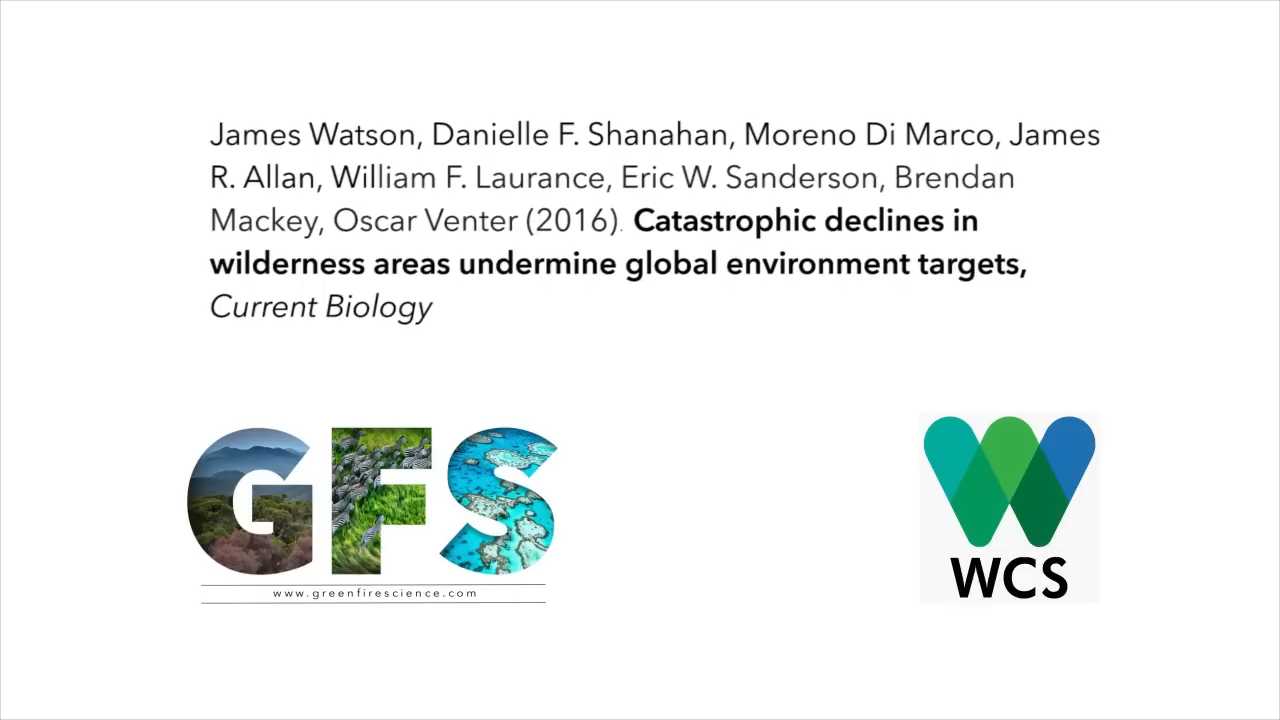 James Watson, Danielle F. Shanahan, Moreno Di Marco, James
R. Allan, William F. Laurance, Eric W. Sanderson, Brendan
Mackey, Oscar Venter (2016). Catastrophic declines in
wilderness areas undermine global environment targets,
Current Biology
GFS
www.greenfirescience.com
WCS